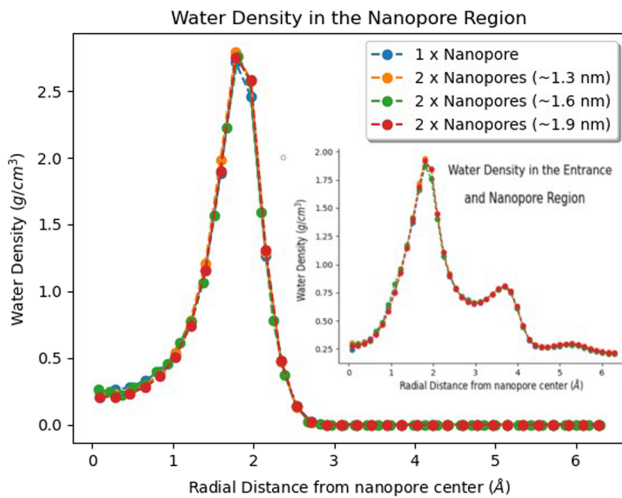 Water Density in the Nanopore Region
Water Density (g/cm³)
2.5
2.0
1.5
1.0
0.5
0.0
0 1 2 3 4 5 6
Radial Distance from nanopore center (Å)
1 x Nanopore
2 x Nanopores (~1.3 nm)
2 x Nanopores (~1.6 nm)
2 x Nanopores (~1.9 nm)
Water Density in the Entrance
and Nanopore Region
Water Density (g/cm³)
2.00
1.75
1.50
1.25
1.00
0.75
0.50
0.25
0 1 2 3 4 5 6
Radial Distance from nanopore center (Å)